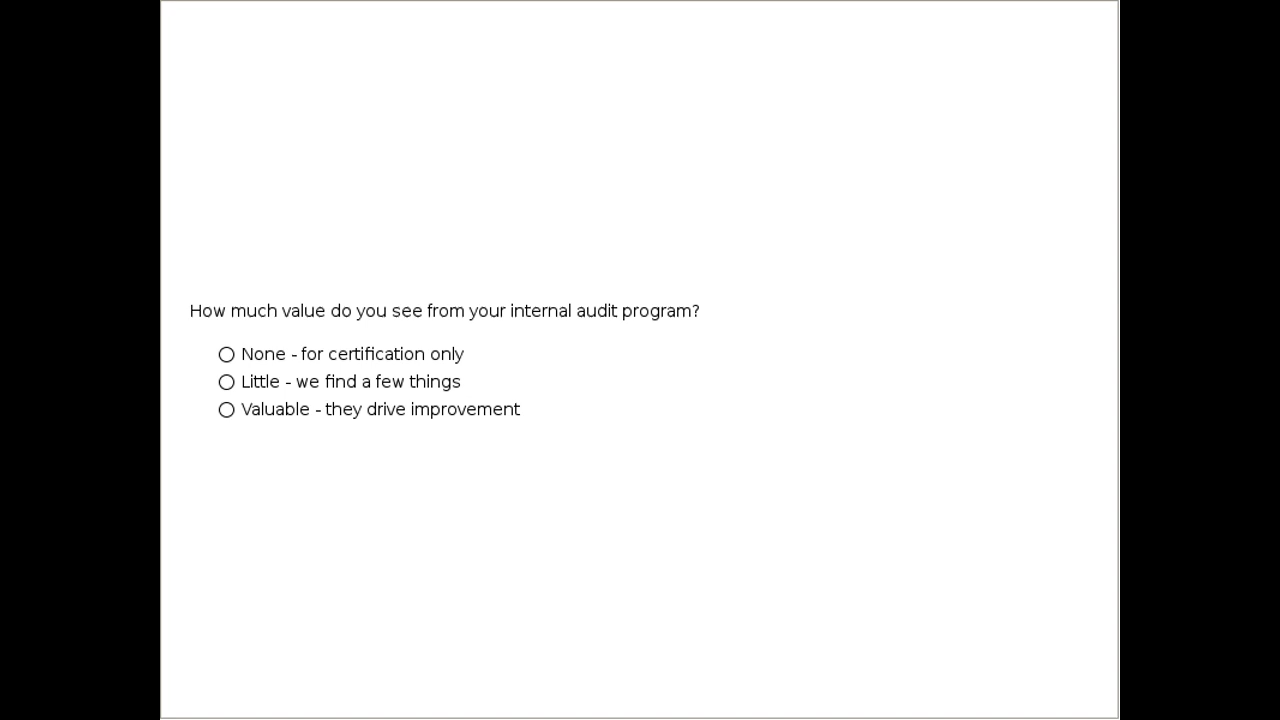 How much value do you see from your internal audit program?
None - for certification only
Little - we find a few things
Valuable - they drive improvement